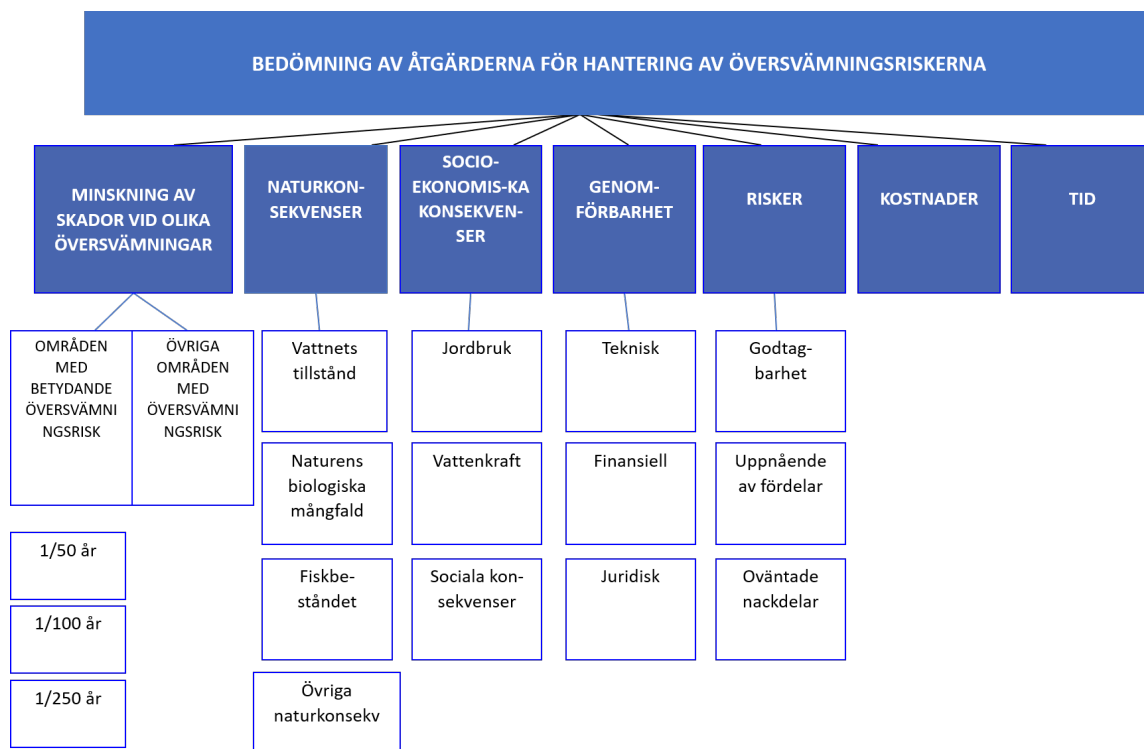 BEDÖMNING AV ÅTGÄRDERNA FÖR HANTERING AV ÖVERSVÄMNINGSRISKERNA
MINSKNING AV
SKADOR VID OLIKA
ÖVERSVÄMNINGAR
NATURKON-
SEKVENSER
SOCIO-
EKONOMIS-KA
KONSEKVEN-
SER
GENOM-
FÖRBARHET
RISKER
KOSTNADER
TID
OMRÅDEN
MED
BETYDANDE
ÖVERSVÄMNI
NGSRISK
ÖVRIGA
OMRÅDEN
MED
ÖVERSVÄMNI
NGSRISK
1/50 år
1/100 år
1/250 år
Vattnets
tillstånd
Naturens
biologiska
mångfald
Fiskbe-
ståndet
Övriga
naturkonsekv
Jordbruk
Vattenkraft
Sociala kon-
sekvenser
Teknisk
Finansiell
Juridisk
Godtag-
barhet
Uppnående
av fördelar
Oväntade
nackdelar